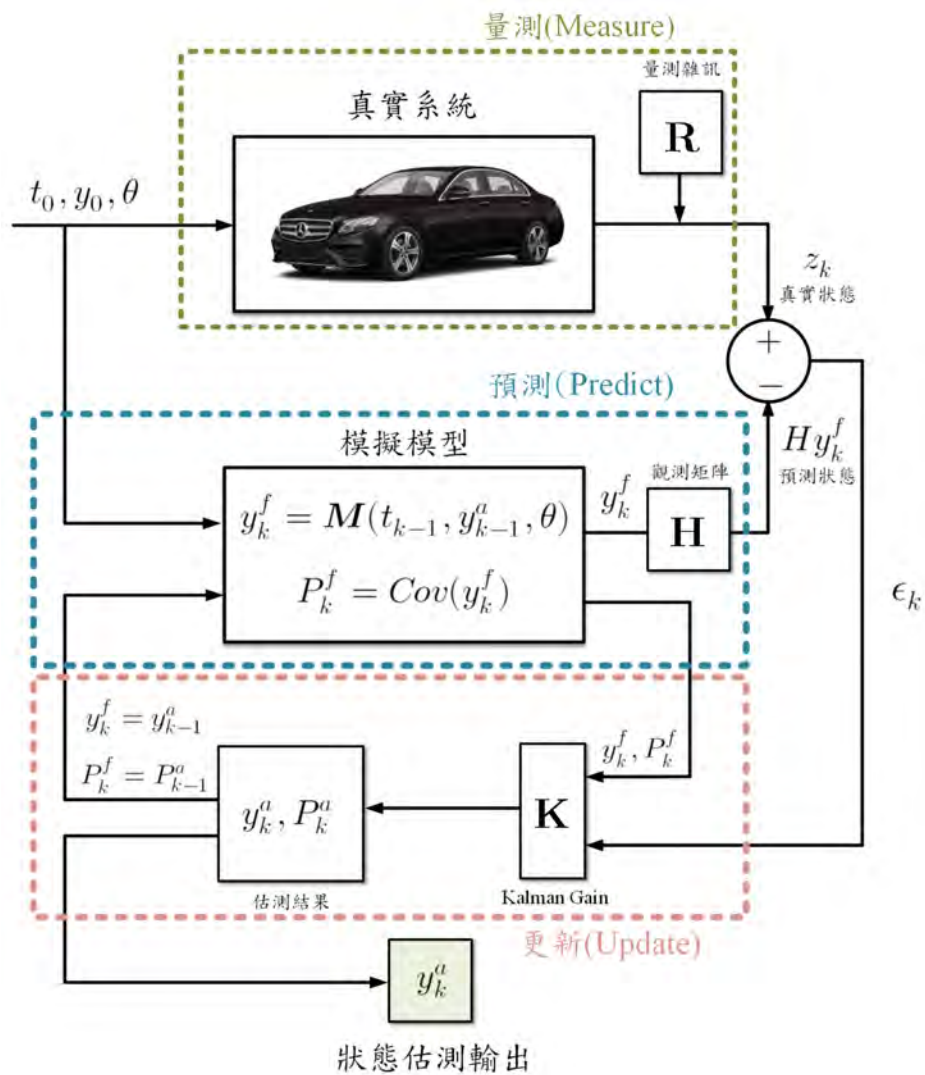 量測(Measure)
量測雜訊
真實系統
R
t_0, y_0, θ
z_k
真實狀態
+
−
預測(Predict)
模擬模型
H y_k^f
預測狀態
觀測矩陣
y_k^f = M(t_{k−1}, y_{k−1}^a, θ)
y_k^f
H
P_k^f = Cov(y_k^f)
ϵ_k
y_k^f = y_{k−1}^a
P_k^f = P_{k−1}^a
y_k^f, P_k^f
y_k^a, P_k^a
K
估測結果
Kalman Gain
更新(Update)
y_k^a
狀態估測輸出